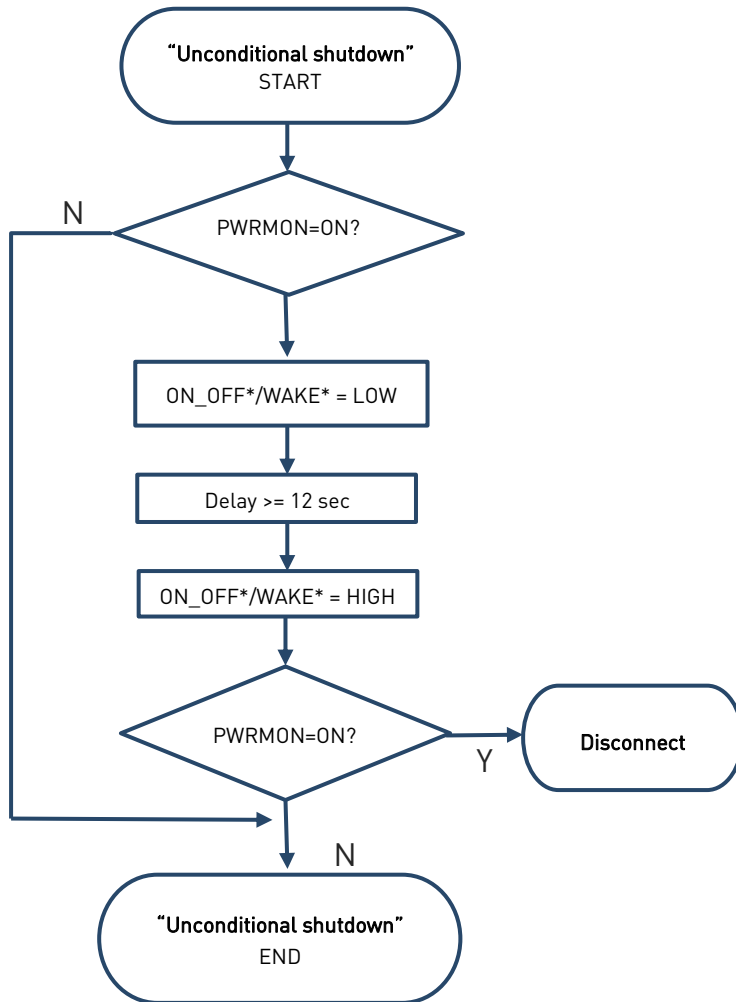 “Unconditional shutdown”
START
N
PWRMON=ON?
ON_OFF*/WAKE* = LOW
Delay >= 12 sec
ON_OFF*/WAKE* = HIGH
PWRMON=ON?
Disconnect
Y
N
“Unconditional shutdown”
END